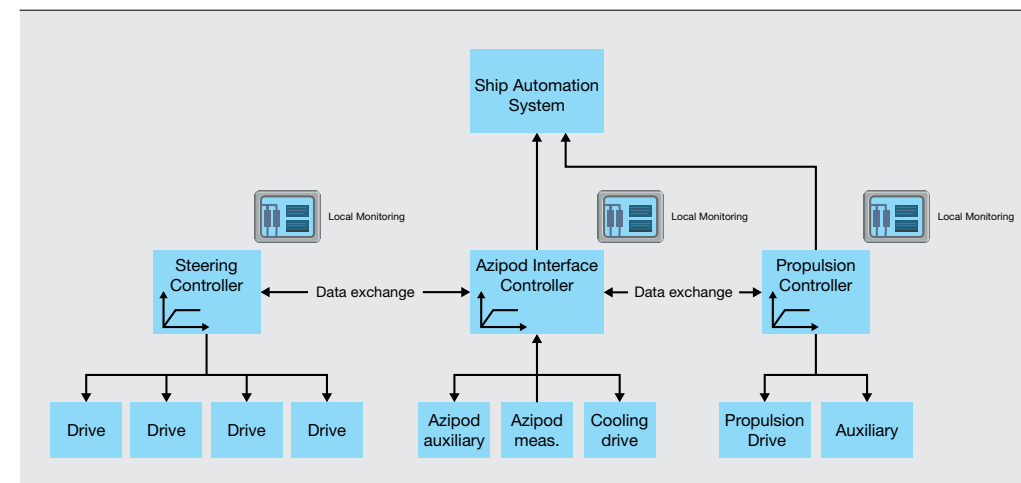 Ship Automation
System
Local Monitoring
Local Monitoring
Local Monitoring
Steering
Controller
Data exchange
Azipod Interface
Controller
Data exchange
Propulsion
Controller
Drive
Drive
Drive
Drive
Azipod
auxiliary
Azipod
meas.
Cooling
drive
Propulsion
Drive
Auxiliary